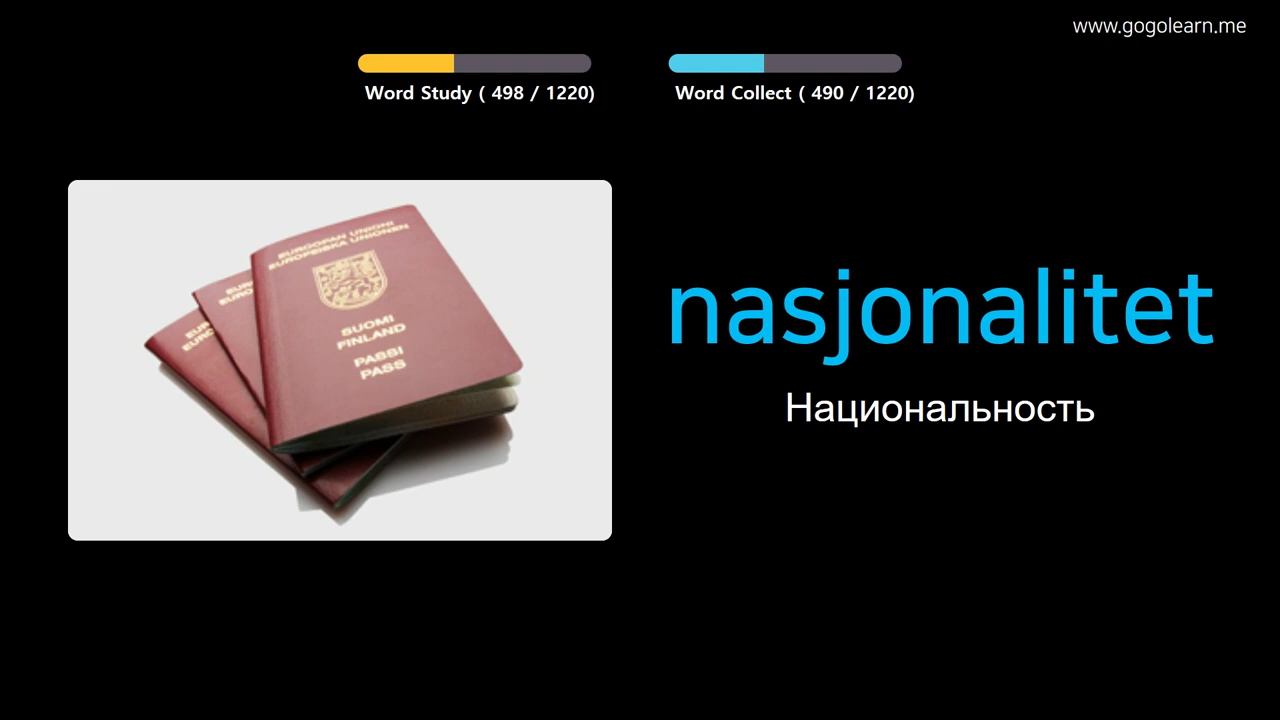 www.gogolearn.me
Word Study ( 498 / 1220)
Word Collect ( 490 / 1220)
EUROOPAN UNIONI
EUROPEISKA UNIONEN
SUOMI
FINLAND
PASSI
PASS
nasjonalitet
Национальность